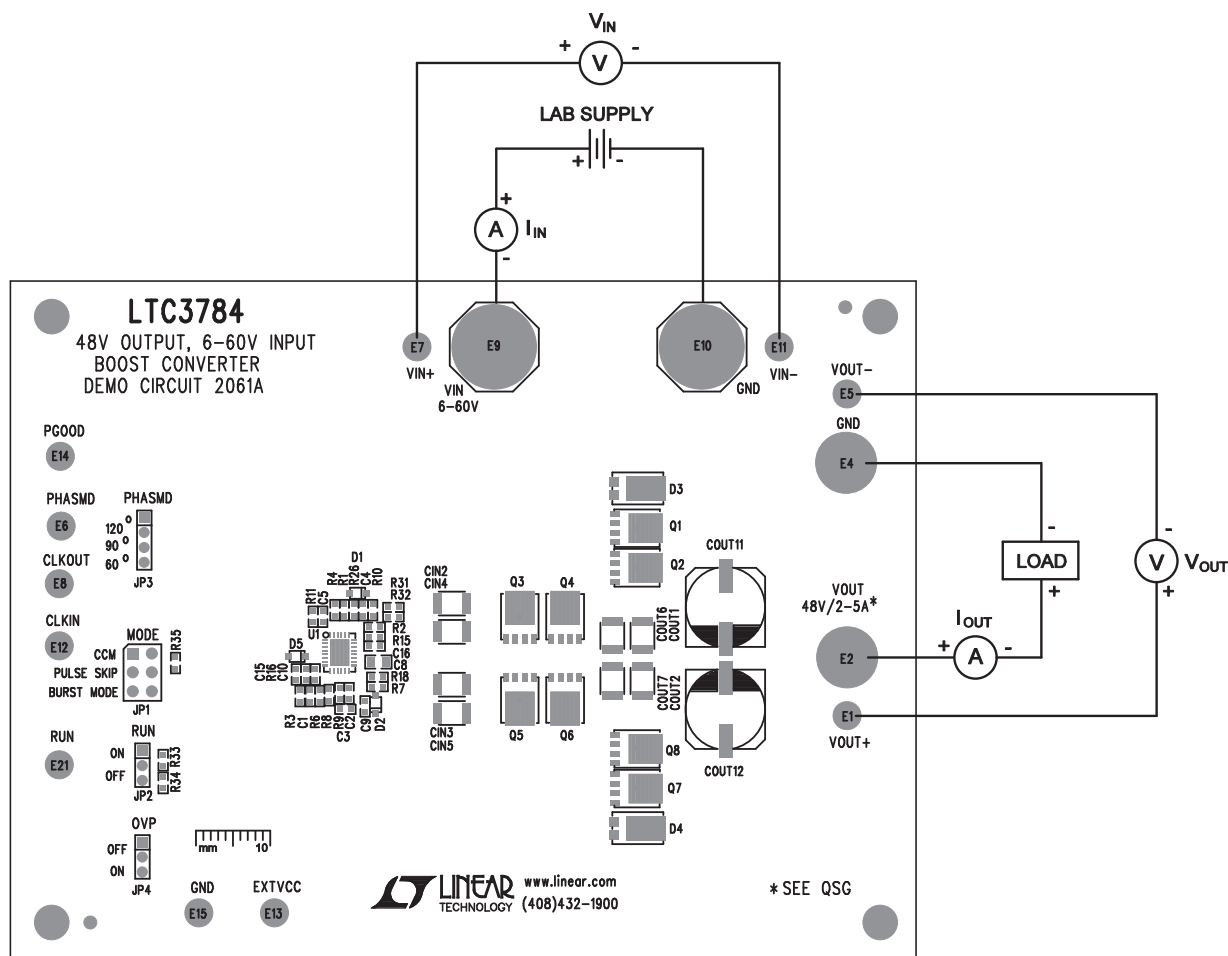 VIN
+ V -
LAB SUPPLY
+ -
+
A IIN
-
LTC3784
48V OUTPUT, 6-60V INPUT
BOOST CONVERTER
DEMO CIRCUIT 2061A
E7
VIN+
E9
VIN
6-60V
E10
GND
E11
VIN-
VOUT-
E5
GND
E4
-
LOAD
+
-
V VOUT
+
VOUT
48V/2-5A*
E2
IOUT
+ A -
E1
VOUT+
PGOOD
E14
PHASMD
E6
PHASMD
120°
90°
60°
JP3
CLKOUT
E8
CLKIN
E12
MODE
CCM
PULSE SKIP
BURST MODE
JP1
R35
RUN
E21
RUN
ON
OFF
JP2
R33
R34
OVP
OFF
ON
JP4
mm 10
GND
E15
EXTVCC
E13
D1
R4
R1
R26
C4
R10
R11
C5
R31
R32
U1
R2
R15
C16
C8
R18
R7
D5
C15
R16
C10
R3
C1
R6
R8
R9
C3
C2
C9
D2
CIN2
CIN4
CIN3
CIN5
Q3
Q4
Q5
Q6
D3
Q1
Q2
COUT11
COUT6
COUT1
COUT7
COUT2
COUT12
Q8
Q7
D4
LINEAR
TECHNOLOGY
www.linear.com
(408)432-1900
*SEE QSG